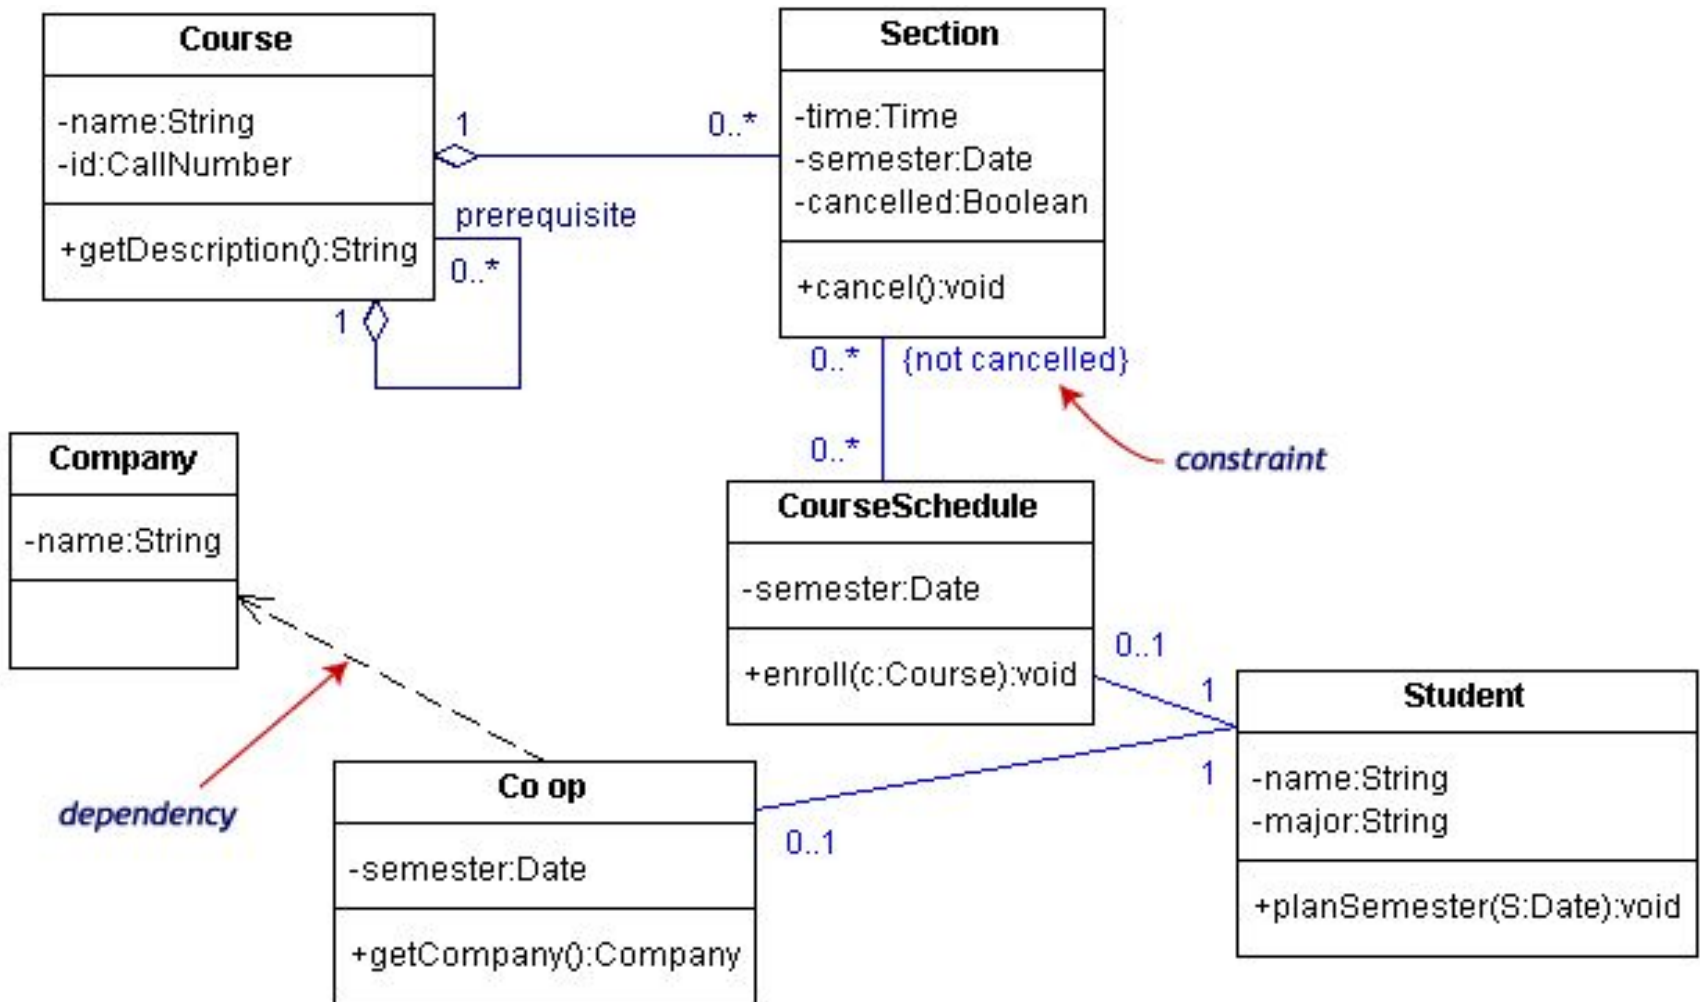 Course
-name:String
-id:CallNumber
+getDescription():String
1
0..*
prerequisite
0..*
1
Section
-time:Time
-semester:Date
-cancelled:Boolean
+cancel():void
0..*
{not cancelled}
0..*
constraint
Company
-name:String
CourseSchedule
-semester:Date
+enroll(c:Course):void
0..1
1
Student
-name:String
-major:String
+planSemester(S:Date):void
1
0..1
dependency
Co op
-semester:Date
+getCompany():Company